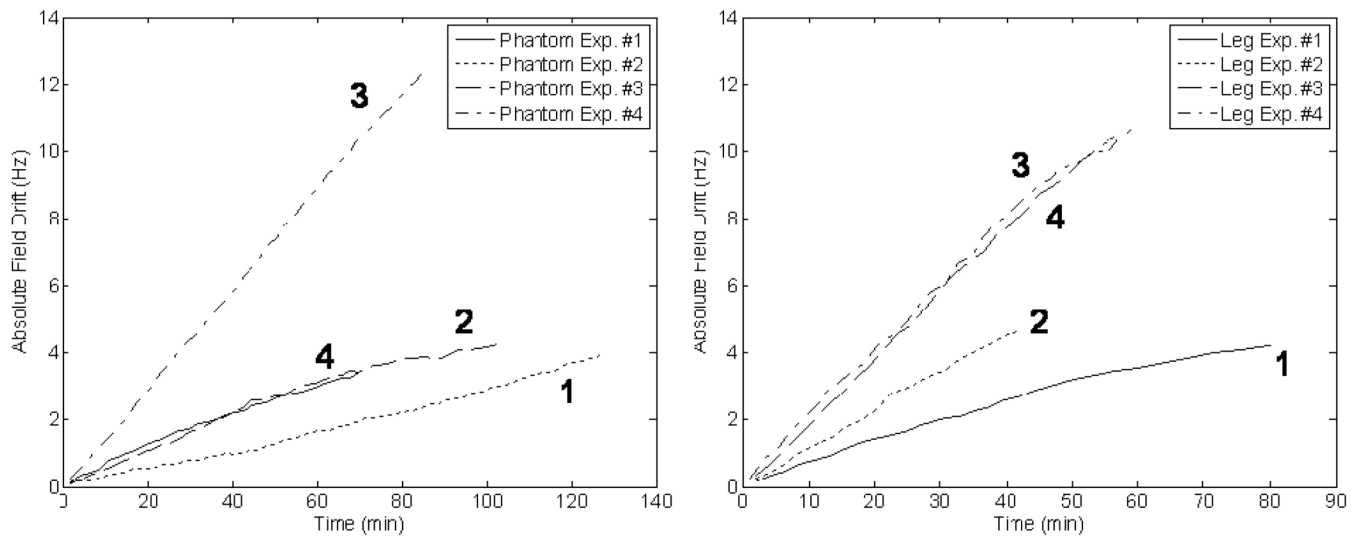 14
12
10
8
6
4
2
0
Absolute Field Drift (Hz)
0 20 40 60 80 100 120 140
Time (min)
Phantom Exp. #1
Phantom Exp. #2
Phantom Exp. #3
Phantom Exp. #4
3
2
4
1
14
12
10
8
6
4
2
0
Absolute Field Drift (Hz)
0 10 20 30 40 50 60 70 80 90
Time (min)
Leg Exp. #1
Leg Exp. #2
Leg Exp. #3
Leg Exp. #4
3
4
2
1